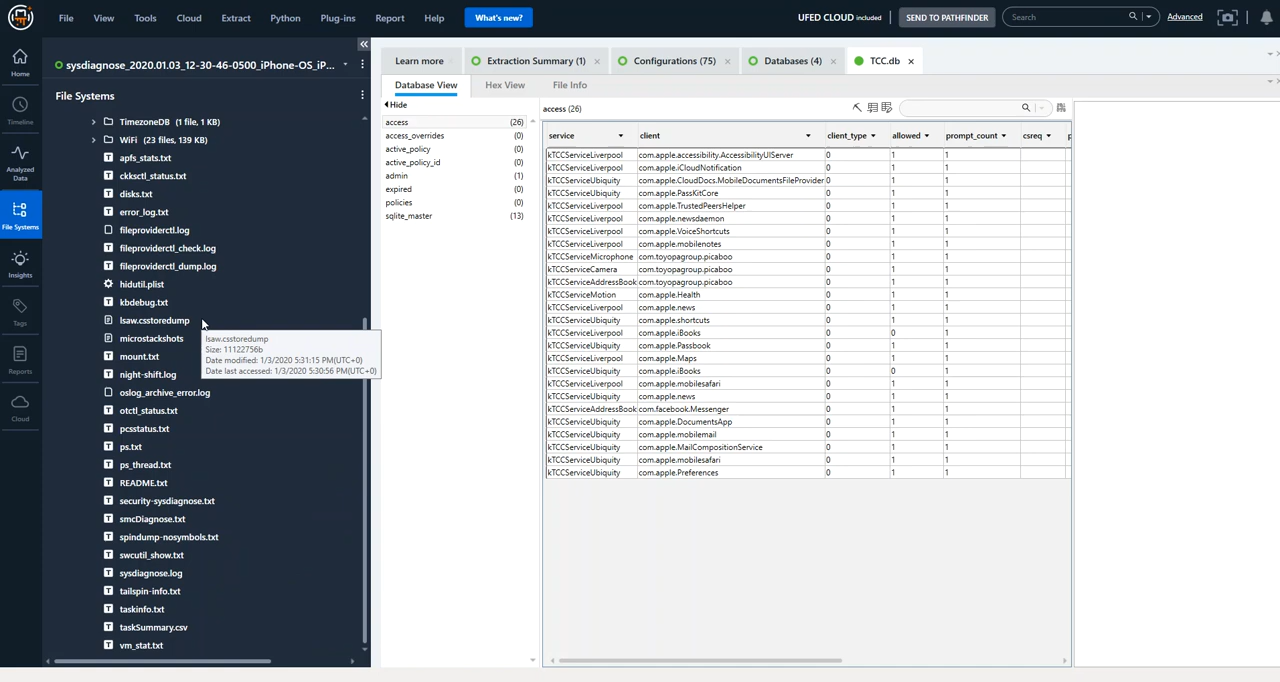 File View Tools Cloud Extract Python Plug-ins Report Help What's new? UFED CLOUD included SEND TO PATHFINDER Search Advanced
Home
Timeline
Analyzed Data
File Systems
Insights
Tags
Reports
Cloud
sysdiagnose_2020.01.03_12-30-46-0500_iPhone-OS_iP...
File Systems
TimezoneDB (1 file, 1 KB)
WiFi (23 files, 139 KB)
apfs_stats.txt
ckksctl_status.txt
disks.txt
error_log.txt
fileproviderctl.log
fileproviderctl_check.log
fileproviderctl_dump.log
hidutil.plist
kbdebug.txt
lsaw.csstoredump
microstackshots
mount.txt
night-shift.log
oslog_archive_error.log
otctl_status.txt
pcsstatus.txt
ps.txt
ps_thread.txt
README.txt
security-sysdiagnose.txt
smcDiagnose.txt
spindump-nosymbols.txt
swcutil_show.txt
sysdiagnose.log
tailspin-info.txt
taskinfo.txt
taskSummary.csv
vm_stat.txt
lsaw.csstoredump
Size: 11122756b
Date modified: 1/3/2020 5:31:15 PM(UTC+0)
Date last accessed: 1/3/2020 5:30:56 PM(UTC+0)
Learn more Extraction Summary (1) × Configurations (75) × Databases (4) × TCC.db ×
Database View Hex View File Info
Hide
access (26)
access_overrides (0)
active_policy (0)
active_policy_id (0)
admin (1)
expired (0)
policies (0)
sqlite_master (13)
access (26)
service client client_type allowed prompt_count csreq p
kTCCServiceLiverpool com.apple.accessibility.AccessibilityUIServer 0 1 1
kTCCServiceLiverpool com.apple.iCloudNotification 0 1 1
kTCCServiceUbiquity com.apple.CloudDocs.MobileDocumentsFileProvider 0 1 1
kTCCServiceUbiquity com.apple.PassKitCore 0 1 1
kTCCServiceLiverpool com.apple.TrustedPeersHelper 0 1 1
kTCCServiceLiverpool com.apple.newsdaemon 0 1 1
kTCCServiceLiverpool com.apple.VoiceShortcuts 0 1 1
kTCCServiceLiverpool com.apple.mobilenotes 0 1 1
kTCCServiceMicrophone com.toyopagroup.picaboo 0 1 1
kTCCServiceCamera com.toyopagroup.picaboo 0 1 1
kTCCServiceAddressBook com.toyopagroup.picaboo 0 1 1
kTCCServiceMotion com.apple.Health 0 1 1
kTCCServiceLiverpool com.apple.news 0 1 1
kTCCServiceUbiquity com.apple.shortcuts 0 1 1
kTCCServiceLiverpool com.apple.iBooks 0 0 1
kTCCServiceUbiquity com.apple.Passbook 0 1 1
kTCCServiceUbiquity com.apple.Maps 0 1 1
kTCCServiceUbiquity com.apple.iBooks 0 0 1
kTCCServiceLiverpool com.apple.mobilesafari 0 1 1
kTCCServiceUbiquity com.apple.news 0 1 1
kTCCServiceAddressBook com.facebook.Messenger 0 1 1
kTCCServiceUbiquity com.apple.DocumentsApp 0 1 1
kTCCServiceUbiquity com.apple.mobilemail 0 1 1
kTCCServiceUbiquity com.apple.MailCompositionService 0 1 1
kTCCServiceUbiquity com.apple.mobilesafari 0 1 1
kTCCServiceUbiquity com.apple.Preferences 0 1 1